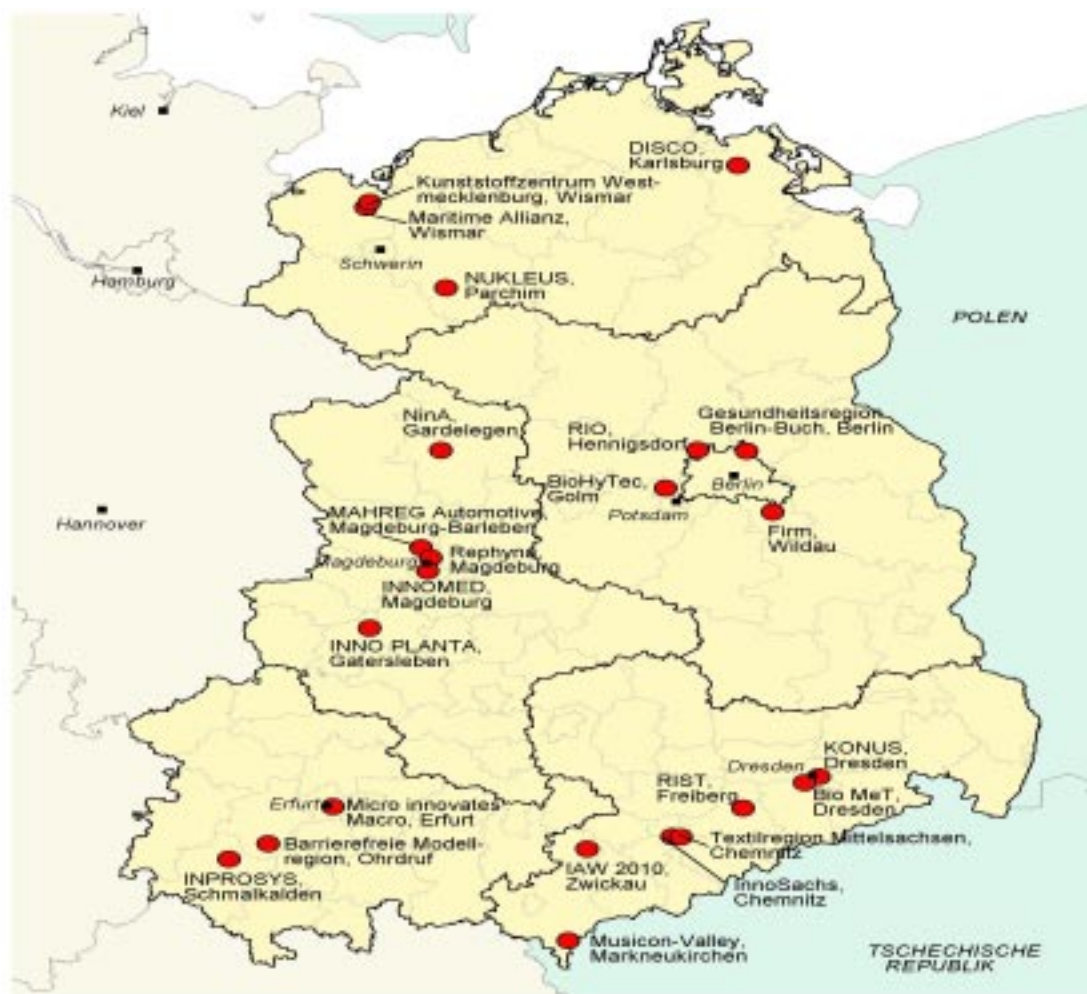 Kiel
DISCO,
Karlsburg
Kunststoffzentrum West-
mecklenburg, Wismar
Maritime Allianz,
Wismar
Schwerin
Hamburg
NUKLEUS,
Parchim
POLEN
NinA,
Gardelegen
RIO,
Hennigsdorf
Gesundheitsregion
Berlin-Buch, Berlin
BioHyTec,
Golm
Berlin
Potsdam
Hannover
Firm,
Wildau
MAHREG Automotive,
Magdeburg-Barleben
Rephyna,
Magdeburg
Magdeburg
INNOMED,
Magdeburg
INNO PLANTA,
Gatersleben
KONUS,
Dresden
Dresden
Bio MeT,
Dresden
RIST,
Freiberg
Erfurt
Micro innovates
Macro, Erfurt
Barrierefreie Modell-
region, Ohrdruf
INPROSYS,
Schmalkalden
Textilregion Mittelsachsen,
Chemnitz
IAW 2010,
Zwickau
InnoSachs,
Chemnitz
Musicon-Valley,
Markneukirchen
TSCHECHISCHE
REPUBLIK